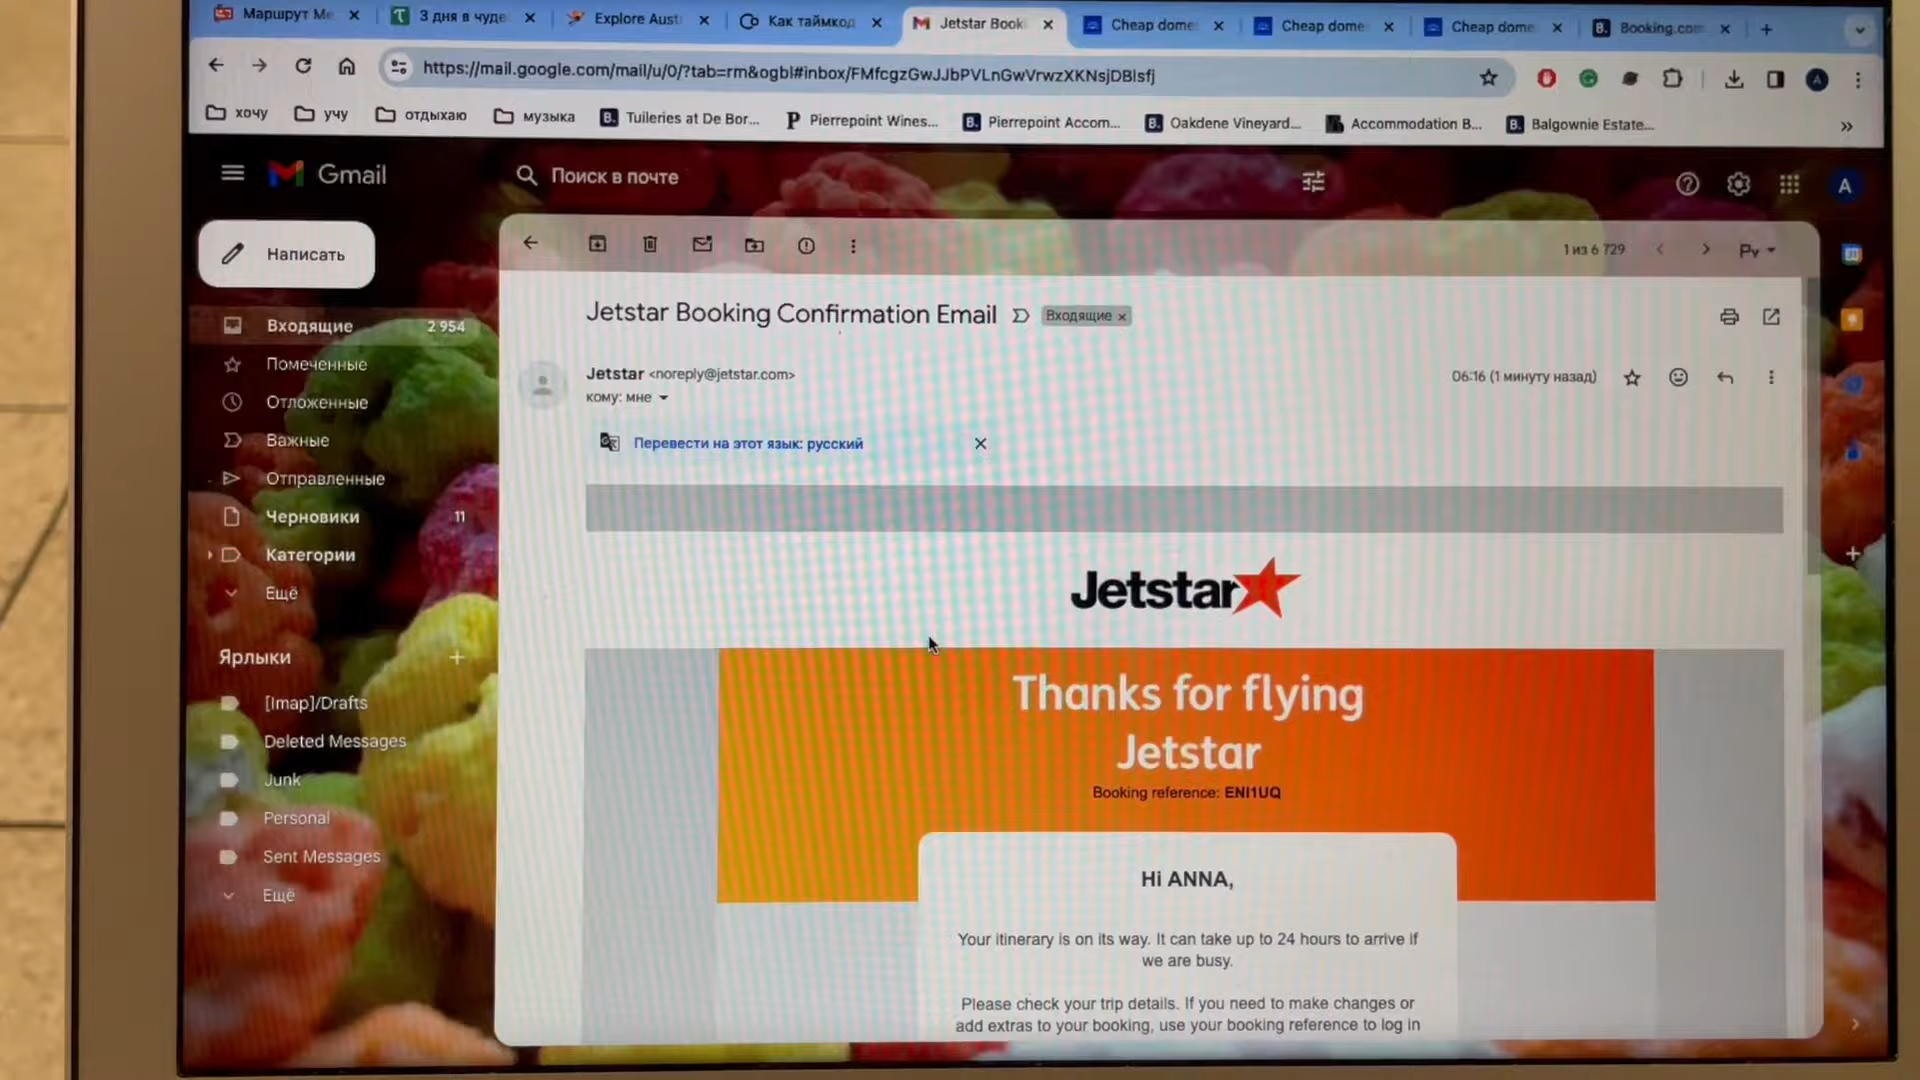 Маршрут Ме
3 дня в чуде
Explore Aust
Как таймкод
Jetstar Book
Cheap dome
Cheap dome
Cheap dome
Booking.com
https://mail.google.com/mail/u/0/?tab=rm&ogbl#inbox/FMfcgzGwJJbPVLnGwVrwzXKNsjDBlsfj
A
хочу
учу
отдыхаю
музыка
B. Tuileries at De Bor...
P Pierrepoint Wines...
B. Pierrepoint Accom...
B. Oakdene Vineyard...
Accommodation B...
B. Balgownie Estate...
Gmail
Поиск в почте
A
Написать
1 из 6 729
Ру
Входящие 2 954
Помеченные
Отложенные
Важные
Отправленные
Черновики 11
Категории
Ещё
Ярлыки
[Imap]/Drafts
Deleted Messages
Junk
Personal
Sent Messages
Ещё
Jetstar Booking Confirmation Email Входящие x
Jetstar <noreply@jetstar.com>
06:16 (1 минуту назад)
кому: мне
Перевести на этот язык: русский
Jetstar
Thanks for flying
Jetstar
Booking reference: ENI1UQ
Hi ANNA,
Your itinerary is on its way. It can take up to 24 hours to arrive if
we are busy.
Please check your trip details. If you need to make changes or
add extras to your booking, use your booking reference to log in